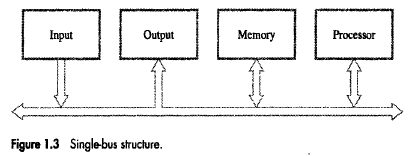 Input Output Memory Processor
Figure 1.3 Single-bus structure.